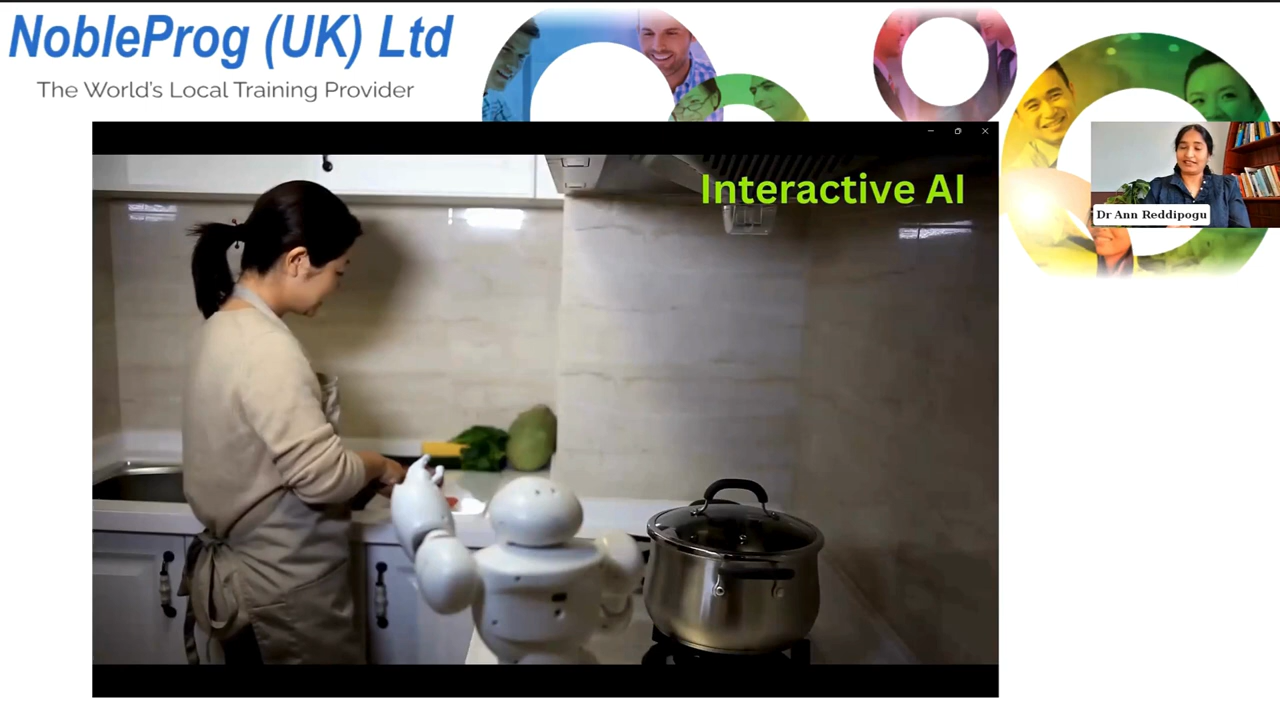 NobleProg (UK) Ltd
The World's Local Training Provider
Interactive AI
Dr Ann Reddipogu